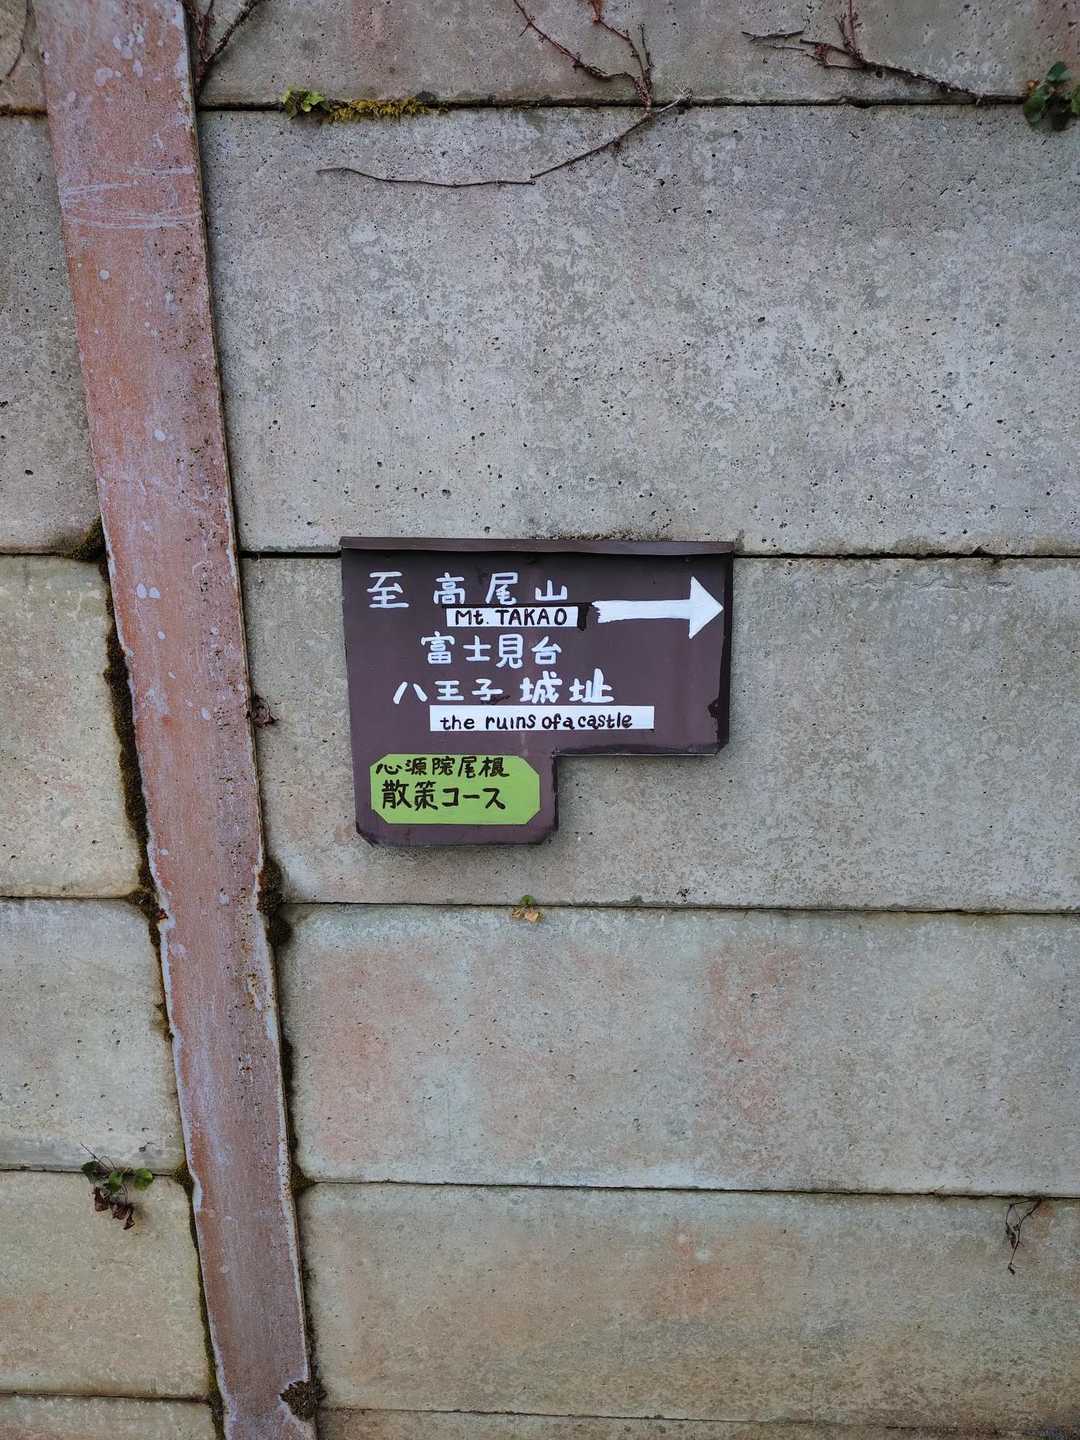 至 高尾山
Mt. TAKAO
富士見台
八王子 城址
the ruins of a castle
心源院尾根
散策コース